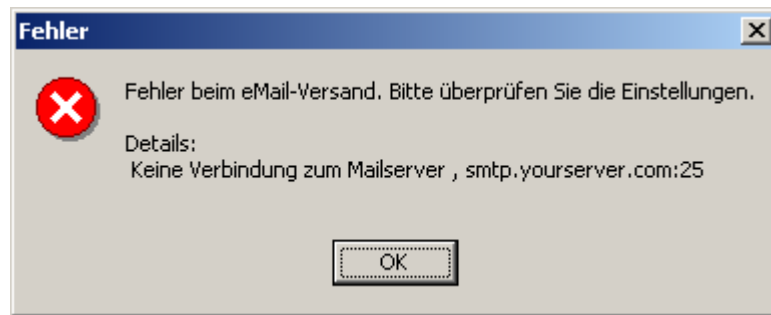 Fehler
Fehler beim eMail-Versand. Bitte überprüfen Sie die Einstellungen.
Details:
Keine Verbindung zum Mailserver , smtp.yourserver.com:25
OK